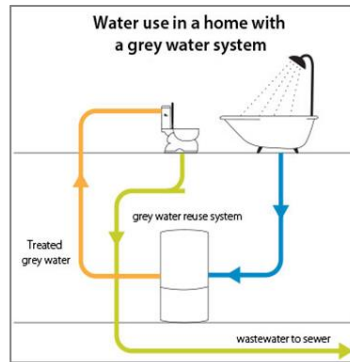 Water use in a home with
a grey water system
grey water reuse system
Treated
grey water
wastewater to sewer